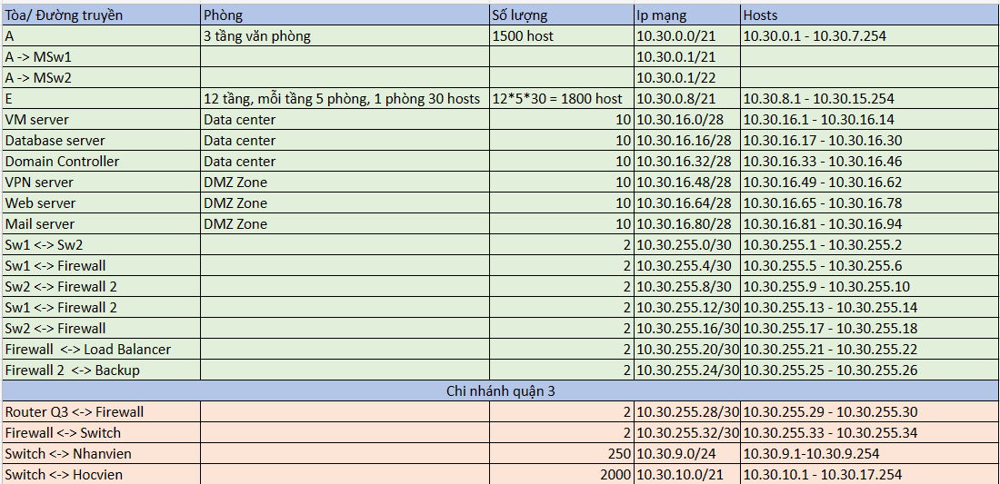 Tòa/ Đường truyền Phòng Số lượng Ip mạng Hosts
A 3 tầng văn phòng 1500 host 10.30.0.0/21 10.30.0.1 - 10.30.7.254
A -> MSw1 10.30.0.1/21
A -> MSw2 10.30.0.1/22
E 12 tầng, mỗi tầng 5 phòng, 1 phòng 30 hosts 12*5*30 = 1800 host 10.30.0.8/21 10.30.8.1 - 10.30.15.254
VM server Data center 10 10.30.16.0/28 10.30.16.1 - 10.30.16.14
Database server Data center 10 10.30.16.16/28 10.30.16.17 - 10.30.16.30
Domain Controller Data center 10 10.30.16.32/28 10.30.16.33 - 10.30.16.46
VPN server DMZ Zone 10 10.30.16.48/28 10.30.16.49 - 10.30.16.62
Web server DMZ Zone 10 10.30.16.64/28 10.30.16.65 - 10.30.16.78
Mail server DMZ Zone 10 10.30.16.80/28 10.30.16.81 - 10.30.16.94
Sw1 <-> Sw2 2 10.30.255.0/30 10.30.255.1 - 10.30.255.2
Sw1 <-> Firewall 2 10.30.255.4/30 10.30.255.5 - 10.30.255.6
Sw2 <-> Firewall 2 2 10.30.255.8/30 10.30.255.9 - 10.30.255.10
Sw1 <-> Firewall 2 2 10.30.255.12/30 10.30.255.13 - 10.30.255.14
Sw2 <-> Firewall 2 10.30.255.16/30 10.30.255.17 - 10.30.255.18
Firewall <-> Load Balancer 2 10.30.255.20/30 10.30.255.21 - 10.30.255.22
Firewall 2 <-> Backup 2 10.30.255.24/30 10.30.255.25 - 10.30.255.26
Chi nhánh quận 3
Router Q3 <-> Firewall 2 10.30.255.28/30 10.30.255.29 - 10.30.255.30
Firewall <-> Switch 2 10.30.255.32/30 10.30.255.33 - 10.30.255.34
Switch <-> Nhanvien 250 10.30.9.0/24 10.30.9.1-10.30.9.254
Switch <-> Hocvien 2000 10.30.10.0/21 10.30.10.1 - 10.30.17.254